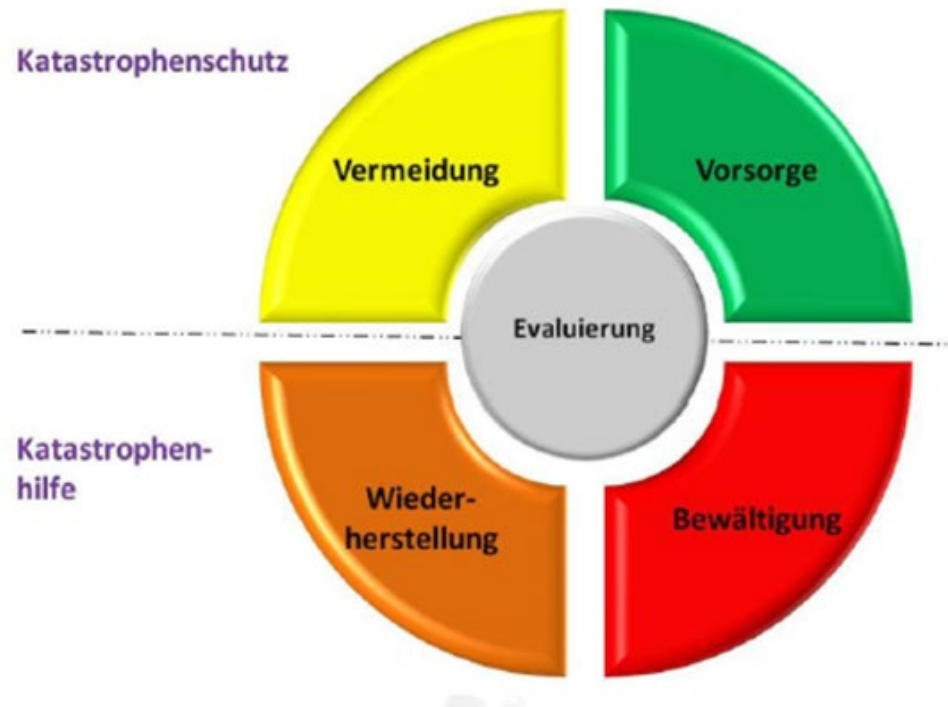 Katastrophenschutz
Vermeidung
Vorsorge
Evaluierung
Katastrophen-
hilfe
Wieder-
herstellung
Bewältigung